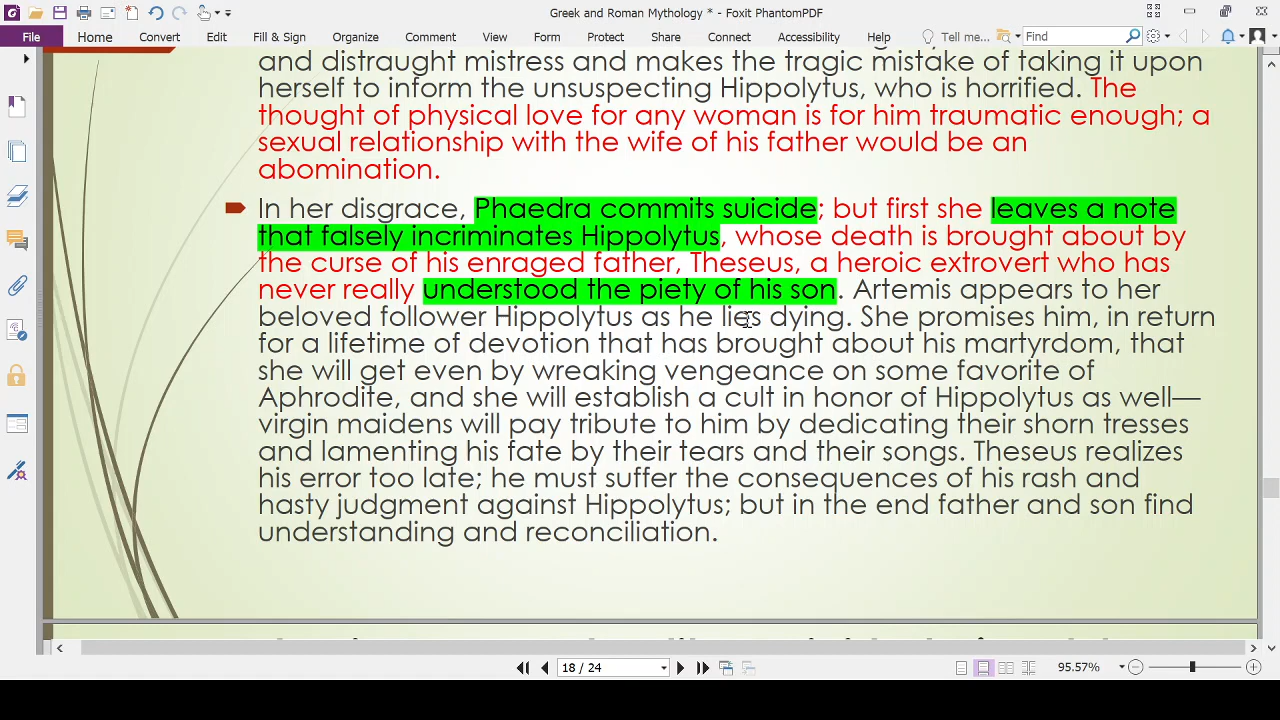 Greek and Roman Mythology * - Foxit PhantomPDF
File Home Convert Edit Fill & Sign Organize Comment View Form Protect Share Connect Accessibility Help Tell me... Find
and distraught mistress and makes the tragic mistake of taking it upon
herself to inform the unsuspecting Hippolytus, who is horrified. The
thought of physical love for any woman is for him traumatic enough; a
sexual relationship with the wife of his father would be an
abomination.
In her disgrace, Phaedra commits suicide; but first she leaves a note
that falsely incriminates Hippolytus, whose death is brought about by
the curse of his enraged father, Theseus, a heroic extrovert who has
never really understood the piety of his son. Artemis appears to her
beloved follower Hippolytus as he lies dying. She promises him, in return
for a lifetime of devotion that has brought about his martyrdom, that
she will get even by wreaking vengeance on some favorite of
Aphrodite, and she will establish a cult in honor of Hippolytus as well—
virgin maidens will pay tribute to him by dedicating their shorn tresses
and lamenting his fate by their tears and their songs. Theseus realizes
his error too late; he must suffer the consequences of his rash and
hasty judgment against Hippolytus; but in the end father and son find
understanding and reconciliation.
18 / 24
95.57%